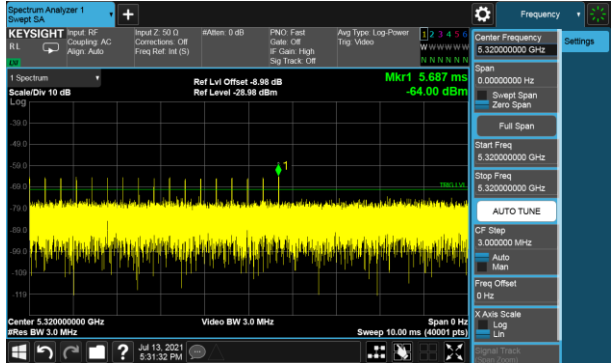 Spectrum Analyzer 1
Swept SA
Frequency
KEYSIGHT
Input: RF
Input Z: 50 Ω
#Atten: 0 dB
PNO: Fast
Avg Type: Log-Power
1 2 3 4 5 6
RL
Coupling: AC
Corrections: Off
Gate: Off
Trig: Video
Align: Auto
Freq Ref: Int (S)
IF Gain: High
W W W W W W
Sig Track: Off
N N N N N N
LXI
Center Frequency
5.320000000 GHz
Settings
Span
0.00000000 Hz
Swept Span
Zero Span
Full Span
Start Freq
5.320000000 GHz
Stop Freq
5.320000000 GHz
AUTO TUNE
CF Step
3.000000 MHz
Auto
Man
Freq Offset
0 Hz
X Axis Scale
Log
Lin
Signal Track
(Span Zoom)
1 Spectrum
Ref Lvl Offset -8.98 dB
Mkr1 5.687 ms
Scale/Div 10 dB
Ref Level -28.98 dBm
-64.00 dBm
Log
-39.0
-49.0
-59.0
1
-69.0
TRIG LVL
-79.0
-89.0
-99.0
-109
-119
Center 5.320000000 GHz
Video BW 3.0 MHz
Span 0 Hz
#Res BW 3.0 MHz
Sweep 10.00 ms (40001 pts)
?
Jul 13, 2021
5:31:32 PM